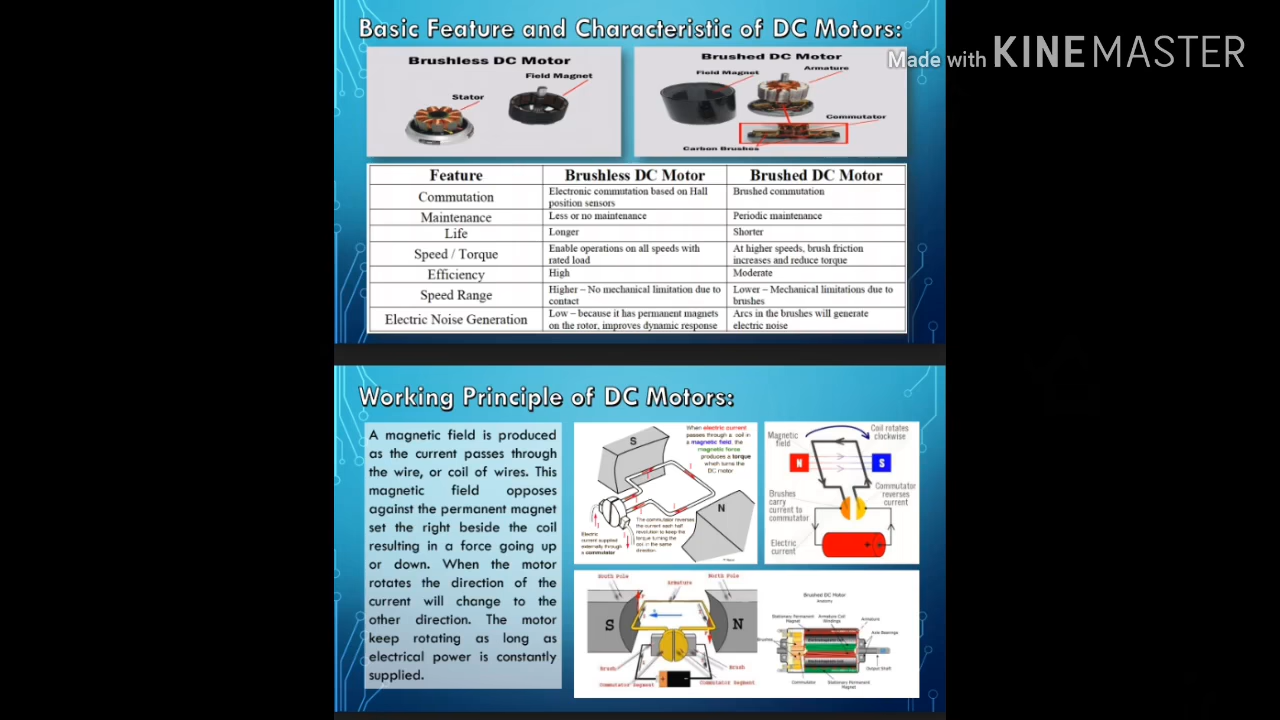 Basic Feature and Characteristic of DC Motors:
Made with KINEMASTER
Brushless DC Motor
Field Magnet
Stator
Brushed DC Motor
Field Magnet
Armature
Commutator
Carbon Brushes
Feature Brushless DC Motor Brushed DC Motor
Commutation
Electronic commutation based on Hall
position sensors
Brushed commutation
Maintenance Less or no maintenance Periodic maintenance
Life Longer Shorter
Speed / Torque
Enable operations on all speeds with
rated load
At higher speeds, brush friction
increases and reduce torque
Efficiency High Moderate
Speed Range
Higher – No mechanical limitation due to
contact
Lower – Mechanical limitations due to
brushes
Electric Noise Generation
Low – because it has permanent magnets
on the rotor, improves dynamic response
Arcs in the brushes will generate
electric noise
Working Principle of DC Motors:
A magnetic field is produced
as the current passes through
the wire, or coil of wires. This
magnetic field opposes
against the permanent magnet
set the right beside the coil
resulting in a force going up
or down. When the motor
rotates the direction of the
current will change to the
other direction. The motor
keep rotating as long as
electrical power is constantly
supplied.
When electric current
passes through a coil in
a magnetic field, the
magnetic force
produces a torque
which turns the
DC motor
S
N
Electric
current supplied
externally through
a commutator
The commutator reverses
the current each half
revolution to keep the
torque turning the
coil in the same
direction.
Magnetic
field
Coil rotates
clockwise
N
S
Brushes
carry
current to
commutator
Commutator
reverses
current
Electric
current
South Pole
Armature
North Pole
S
N
Brush
Brush
Commutator Segment
Commutator Segment
Brushed DC Motor
Anatomy
Stationary Permanent
Magnet
Armature Coil
Windings
Armature
Axle Bearings
Brushes
Output Shaft
Commutator
Stationary Permanent
Magnet